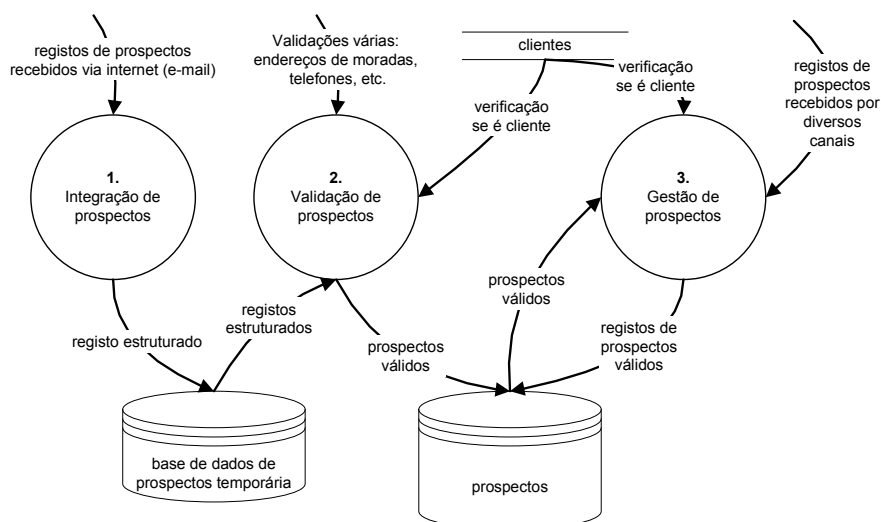 registos de prospectos
recebidos via internet (e-mail)
Validações várias:
endereços de moradas,
telefones, etc.
clientes
verificação
se é cliente
verificação
se é cliente
registos de
prospectos
recebidos por
diversos
canais
1.
Integração de
prospectos
2.
Validação de
prospectos
3.
Gestão de
prospectos
registo estruturado
registos
estruturados
prospectos
válidos
prospectos
válidos
registos de
prospectos
válidos
base de dados de
prospectos temporária
prospectos